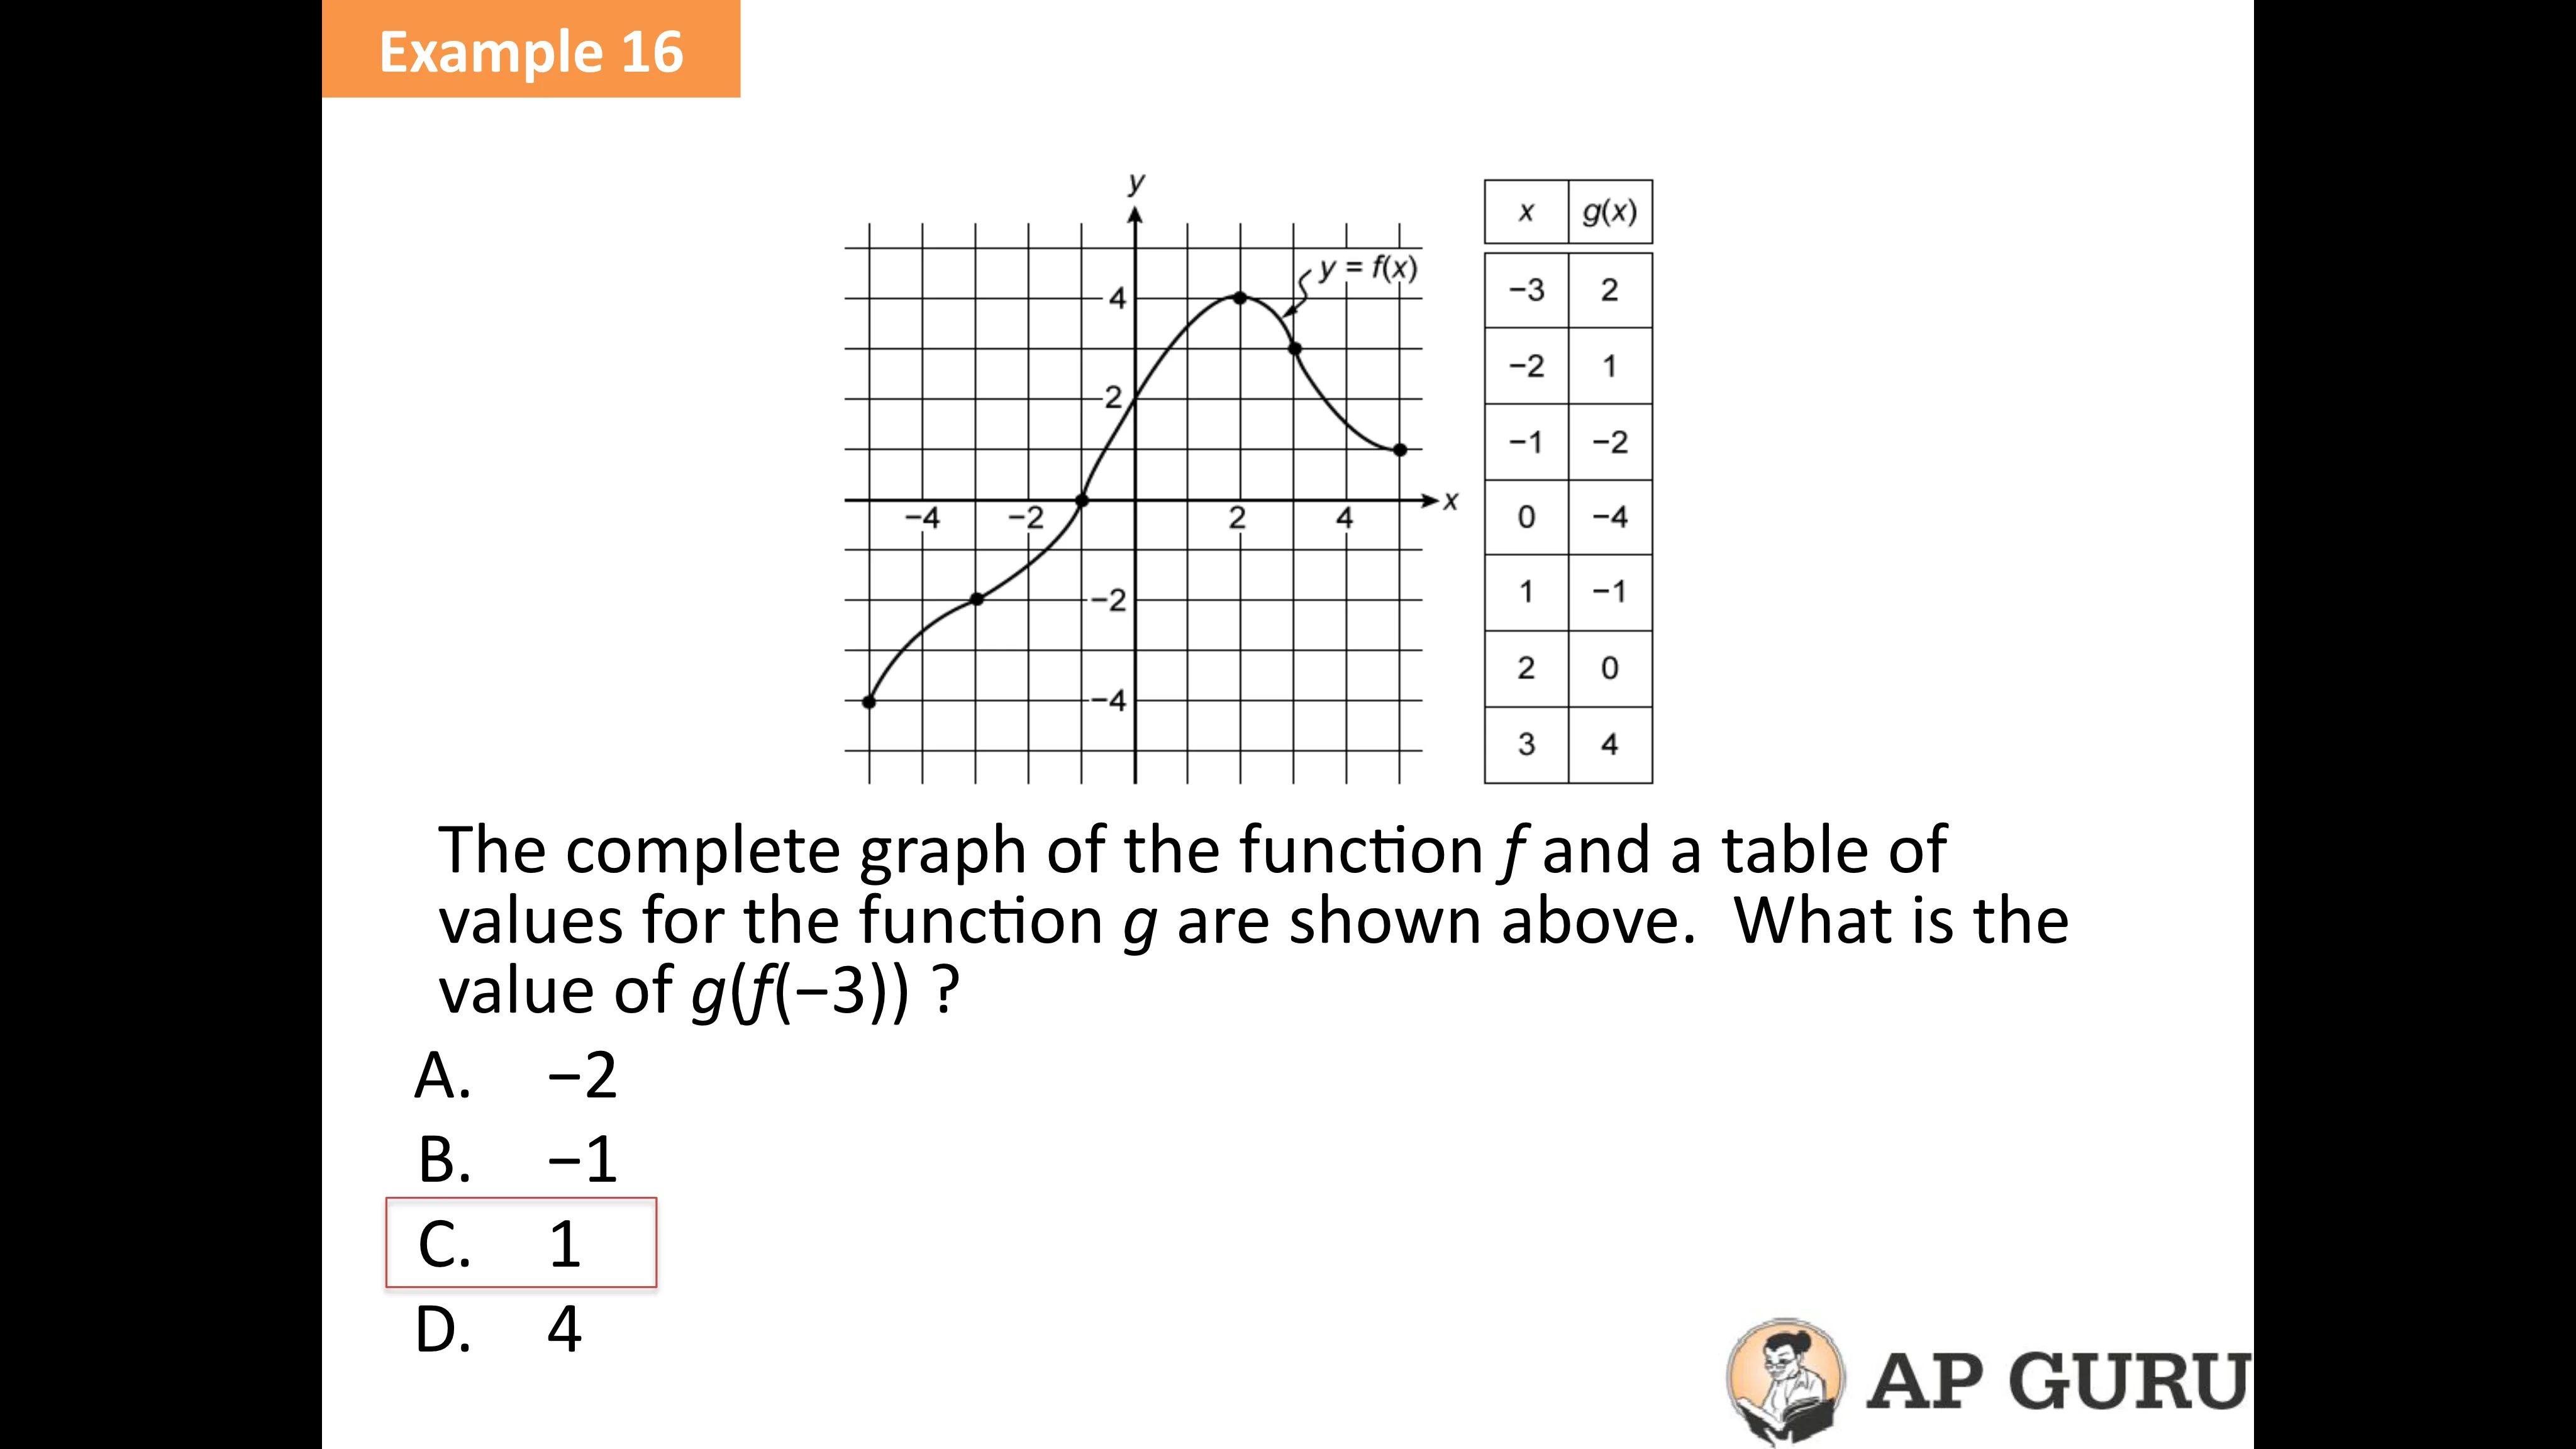 Example 16
y
y = f(x)
4
2
−4 −2 2 4 x
−2
−4
x g(x)
−3 2
−2 1
−1 −2
0 −4
1 −1
2 0
3 4
The complete graph of the function f and a table of
values for the function g are shown above. What is the
value of g(f(−3)) ?
A. −2
B. −1
C. 1
D. 4
AP GURU